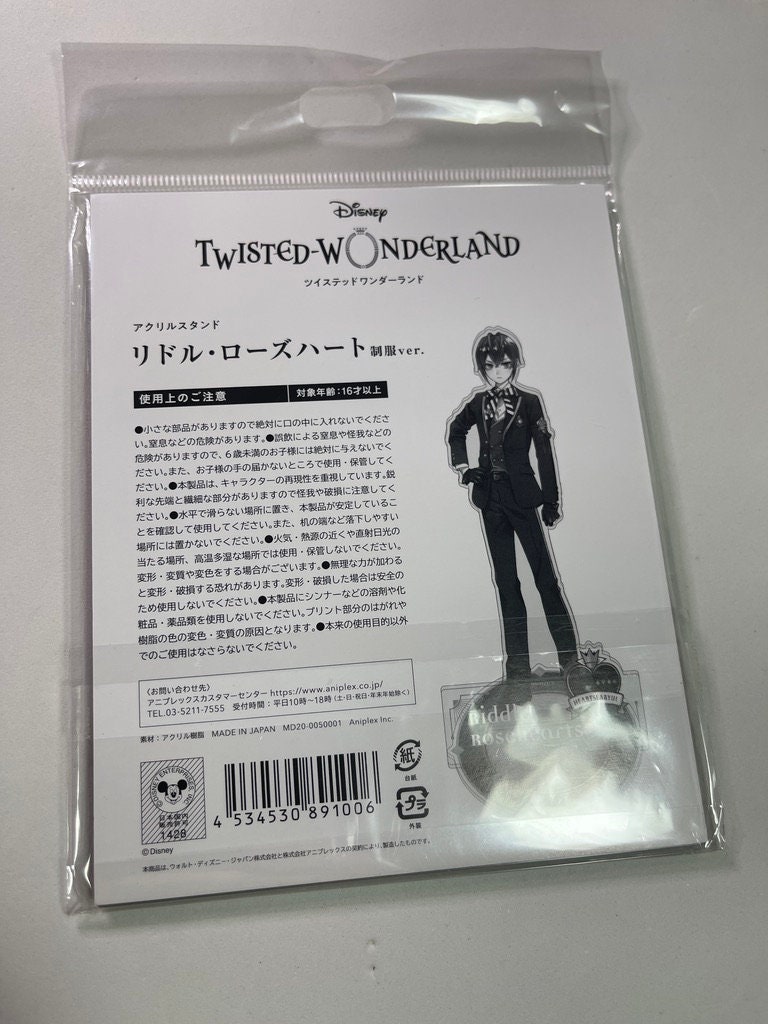 Disney
TWISTED-WONDERLAND
ツイステッドワンダーランド
アクリルスタンド
リドル・ローズハート 制服ver.
使用上のご注意 対象年齢：16才以上
●小さな部品がありますので絶対に口の中に入れないでくださ
い。窒息などの危険があります。●誤飲による窒息や怪我などの
危険がありますので、6歳未満のお子様には絶対に与えないでく
ださい。また、お子様の手の届かないところで使用・保管してく
ださい。●本製品は、キャラクターの再現性を重視しています。鋭
利な先端と繊細な部分がありますので怪我や破損に注意してく
ださい。●水平で滑らない場所に置き、本製品が安定しているこ
とを確認して使用してください。また、机の端など落下しやすい
場所には置かないでください。●火気・熱源の近くや直射日光の
当たる場所、高温多湿な場所では使用・保管しないでください。
変形・変質や変色をする場合がございます。●無理な力が加わる
と変形・破損する恐れがあります。変形・破損した場合は安全の
ため使用しないでください。●本製品にシンナーなどの溶剤や化
粧品・薬品類を使用しないでください。プリント部分のはがれや
樹脂の色の変色・変質の原因となります。●本来の使用目的以外
でのご使用はなさらないでください。
〈お問い合わせ先〉
アニプレックスカスタマーセンター https://www.aniplex.co.jp/
TEL.03-5211-7555 受付時間：平日10時〜18時（土・日・祝日・年末年始除く）
素材：アクリル樹脂 MADE IN JAPAN MD20-0050001 Aniplex Inc.
©DISNEY ENTERPRISES INC
日本国内
販売許可
1428
©Disney
4 534530 891006
紙
台紙
プラ
外装
Riddle
Rosehearts
HEARTSLABYUL
本商品は、ウォルト・ディズニー・ジャパン株式会社と株式会社アニプレックスの契約により、製造したものです。